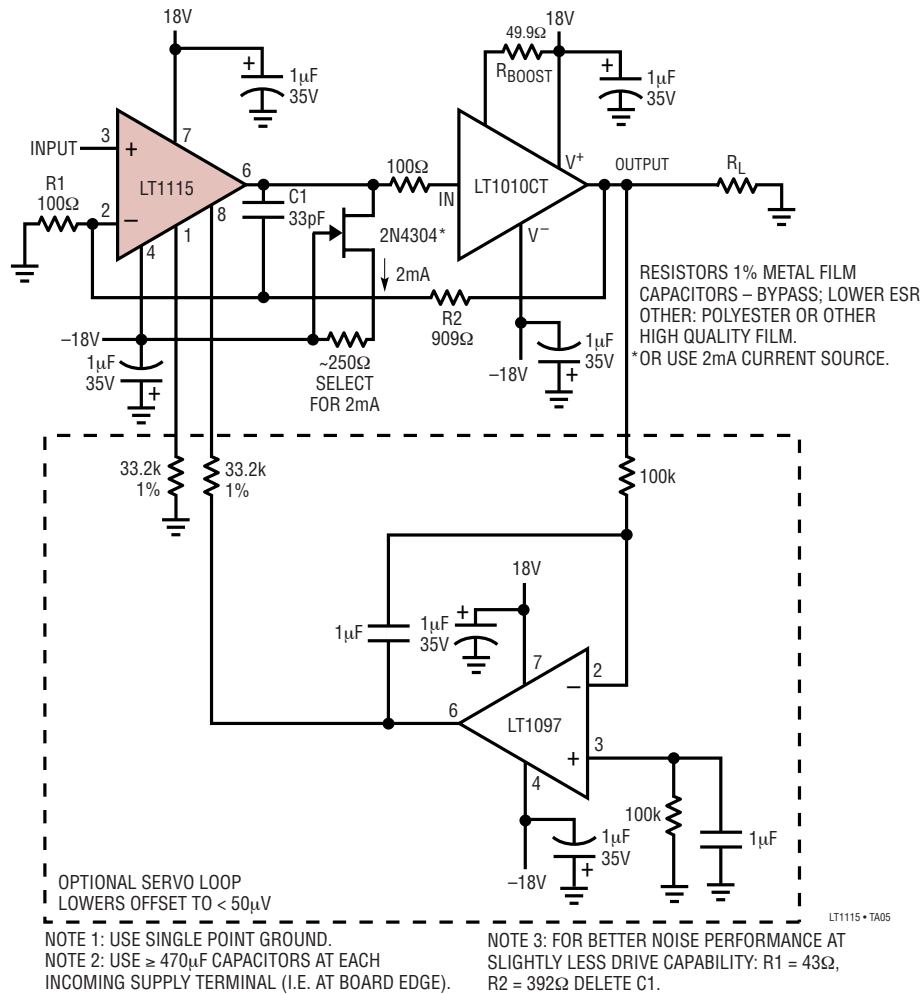 18V
+
1µF
35V
7
INPUT
3
+
LT1115
6
R1
100Ω
2
–
8
4
1
C1
33pF
100Ω
49.9Ω
RBOOST
18V
+
1µF
35V
V+
IN
LT1010CT
OUTPUT
RL
V–
2N4304*
2mA
R2
909Ω
–18V
1µF
35V
+
–18V
1µF
35V
+
~250Ω
SELECT
FOR 2mA
RESISTORS 1% METAL FILM
CAPACITORS – BYPASS; LOWER ESR
OTHER: POLYESTER OR OTHER
HIGH QUALITY FILM.
*OR USE 2mA CURRENT SOURCE.
33.2k
1%
33.2k
1%
100k
18V
1µF
+
1µF
35V
7
2
–
6
LT1097
3
+
4
100k
1µF
–18V
1µF
35V
+
OPTIONAL SERVO LOOP
LOWERS OFFSET TO < 50µV
LT1115 • TA05
NOTE 1: USE SINGLE POINT GROUND.
NOTE 2: USE ≥ 470µF CAPACITORS AT EACH
INCOMING SUPPLY TERMINAL (I.E. AT BOARD EDGE).
NOTE 3: FOR BETTER NOISE PERFORMANCE AT
SLIGHTLY LESS DRIVE CAPABILITY: R1 = 43Ω,
R2 = 392Ω DELETE C1.